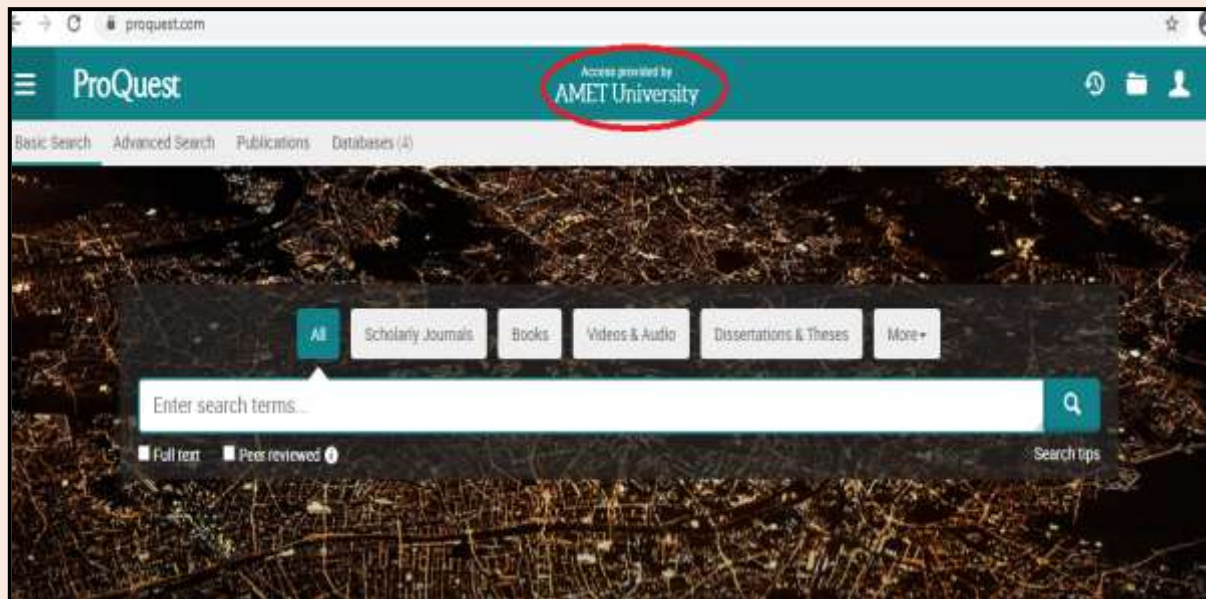 proquest.com
ProQuest
Access provided by
AMET University
Basic Search Advanced Search Publications Databases (4)
All Scholarly Journals Books Videos & Audio Dissertations & Theses More
Enter search terms...
Full text Peer reviewed
Search tips